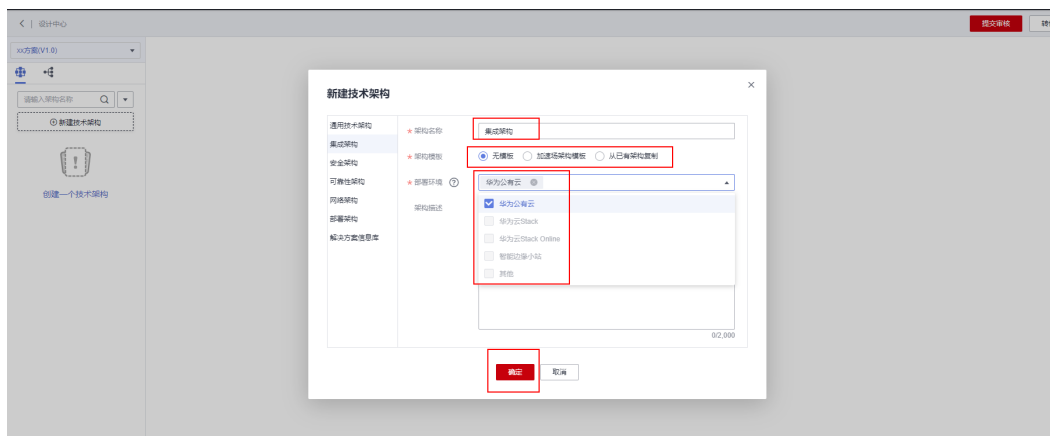 设计中心
提交审核
xx方案(V1.0)
请输入架构名称
新建技术架构
创建一个技术架构
新建技术架构
通用技术架构
集成架构
安全架构
可靠性架构
网络架构
部署架构
解决方案信息库
* 架构名称
集成架构
* 架构模板
无模板 加速场架构模板 从已有架构复制
* 部署环境 ?
华为公有云
架构描述
华为公有云
华为云Stack
华为云Stack Online
智能边缘小站
其他
0/2,000
确定 取消